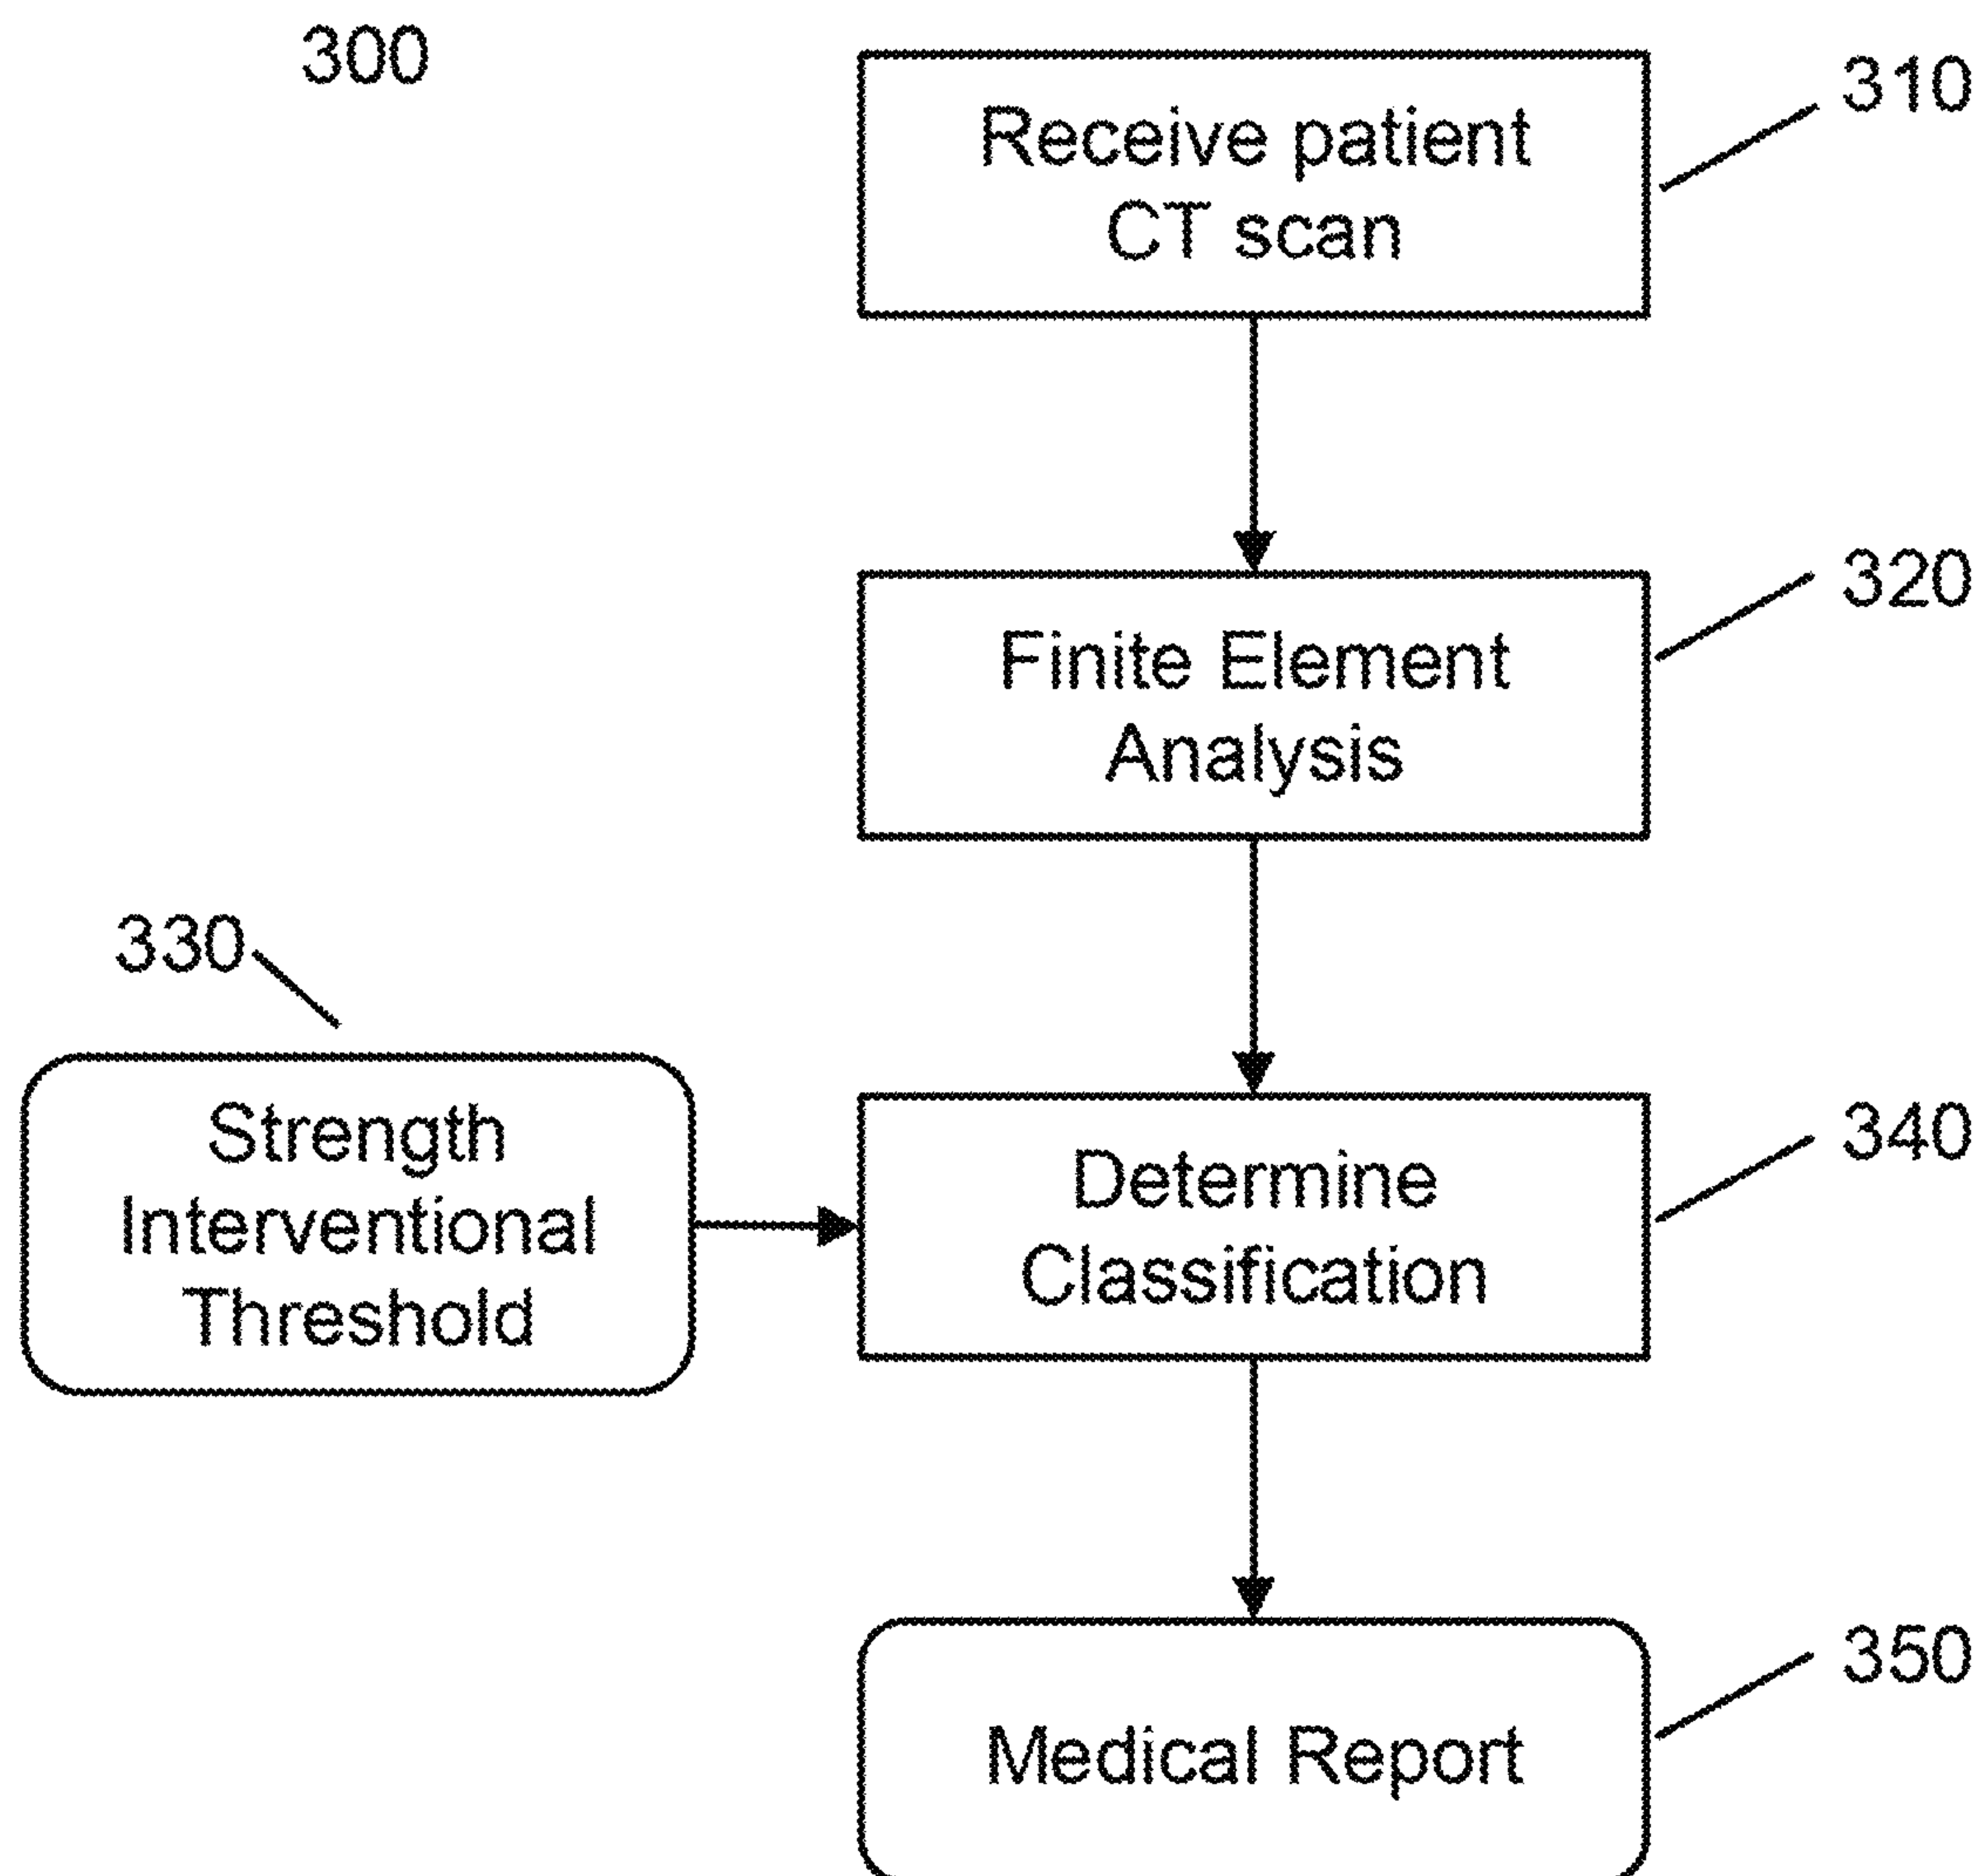 300
310
Receive patient
CT scan
320
Finite Element
Analysis
330
Strength
Interventional
Threshold
340
Determine
Classification
350
Medical Report